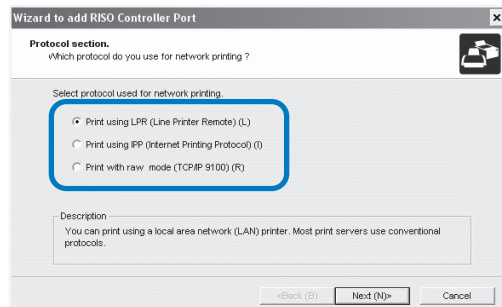 Wizard to add RISO Controller Port
Protocol section.
Which protocol do you use for network printing ?
Select protocol used for network printing.
Print using LPR (Line Printer Remote) (L)
Print using IPP (Internet Printing Protocol) (I)
Print with raw mode (TCP/IP 9100) (R)
Description
You can print using a local area network (LAN) printer. Most print servers use conventional
protocols.
<Back (B) Next (N)> Cancel